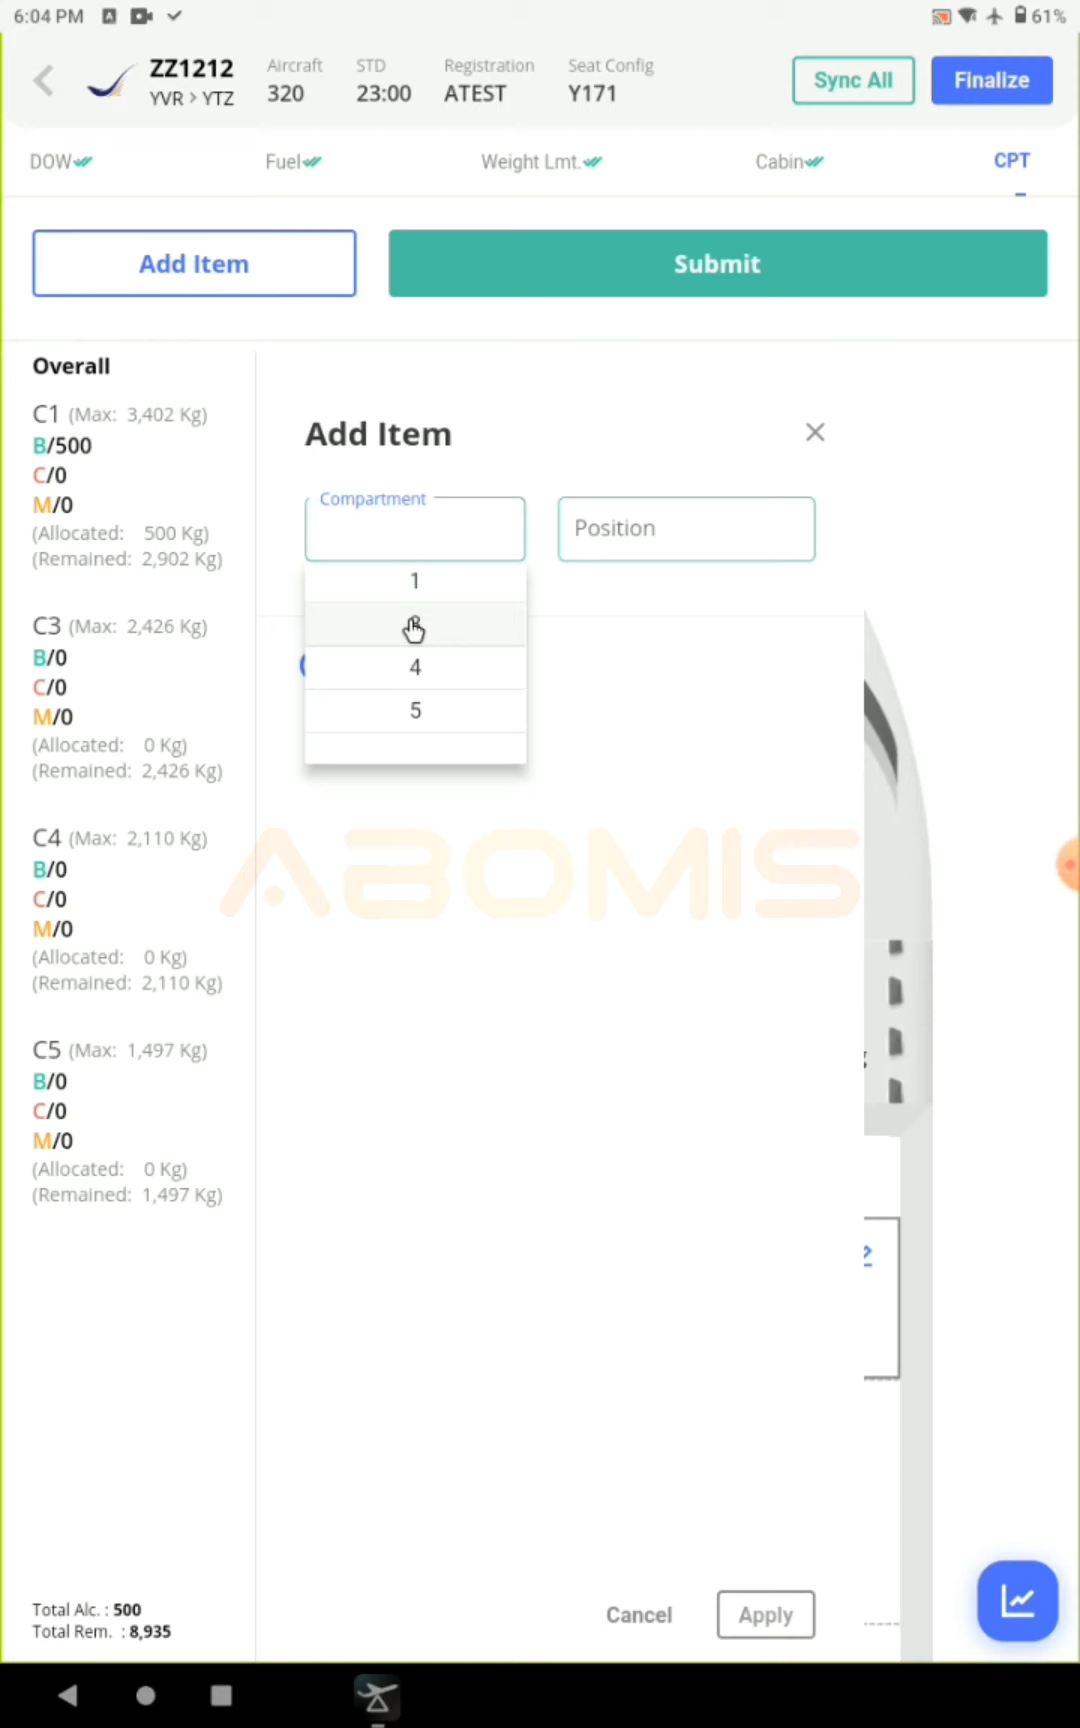 6:04 PM
61%
ZZ1212
YVR > YTZ
Aircraft
320
STD
23:00
Registration
ATEST
Seat Config
Y171
Sync All
Finalize
DOW
Fuel
Weight Lmt.
Cabin
CPT
Add Item
Submit
Overall
C1 (Max: 3,402 Kg)
B/500
C/0
M/0
(Allocated: 500 Kg)
(Remained: 2,902 Kg)
C3 (Max: 2,426 Kg)
B/0
C/0
M/0
(Allocated: 0 Kg)
(Remained: 2,426 Kg)
C4 (Max: 2,110 Kg)
B/0
C/0
M/0
(Allocated: 0 Kg)
(Remained: 2,110 Kg)
C5 (Max: 1,497 Kg)
B/0
C/0
M/0
(Allocated: 0 Kg)
(Remained: 1,497 Kg)
Total Alc. : 500
Total Rem. : 8,935
Add Item
Compartment
Position
1
4
5
ABOMIS
Cancel
Apply